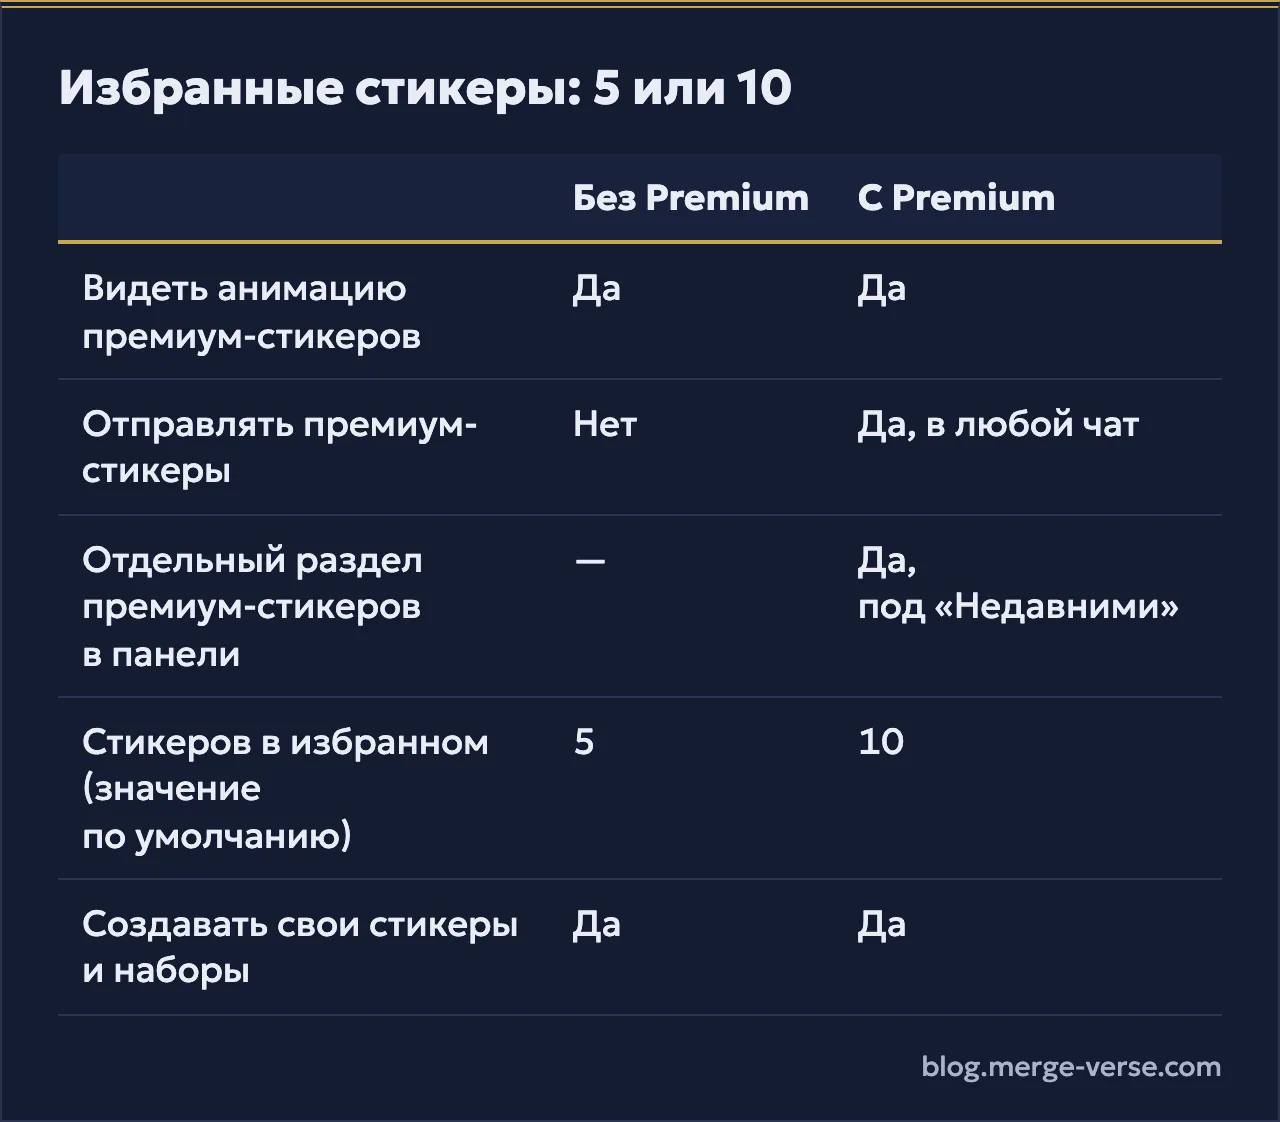 Избранные стикеры: 5 или 10
Без Premium С Premium
Видеть анимацию Да Да
премиум-стикеров
Отправлять премиум- Нет Да, в любой чат
стикеры
Отдельный раздел — Да,
премиум-стикеров под «Недавними»
в панели
Стикеров в избранном 5 10
(значение
по умолчанию)
Создавать свои стикеры Да Да
и наборы
blog.merge-verse.com